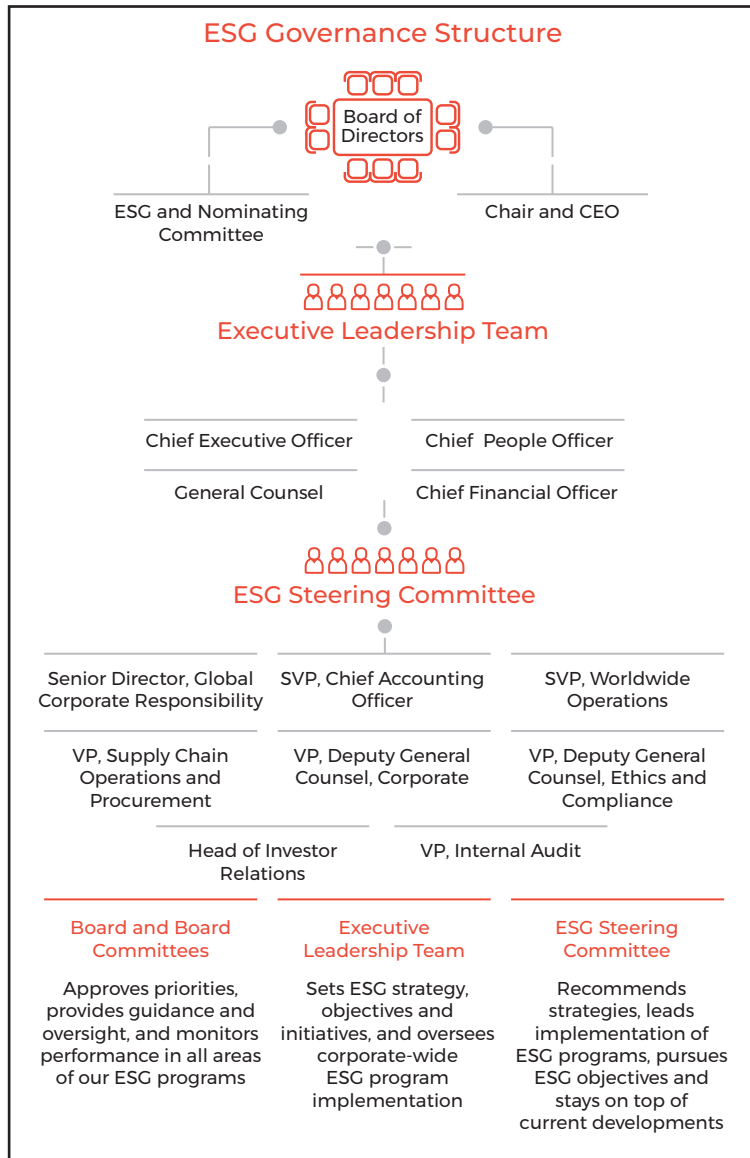 ESG Governance Structure
Board of
Directors
ESG and Nominating
Committee
Chair and CEO
Executive Leadership Team
Chief Executive Officer
Chief People Officer
General Counsel
Chief Financial Officer
ESG Steering Committee
Senior Director, Global
Corporate Responsibility
SVP, Chief Accounting
Officer
SVP, Worldwide
Operations
VP, Supply Chain
Operations and
Procurement
VP, Deputy General
Counsel, Corporate
VP, Deputy General
Counsel, Ethics and
Compliance
Head of Investor
Relations
VP, Internal Audit
Board and Board
Committees
Approves priorities,
provides guidance and
oversight, and monitors
performance in all areas
of our ESG programs
Executive
Leadership Team
Sets ESG strategy,
objectives and
initiatives, and oversees
corporate-wide
ESG program
implementation
ESG Steering
Committee
Recommends
strategies, leads
implementation of
ESG programs, pursues
ESG objectives and
stays on top of
current developments